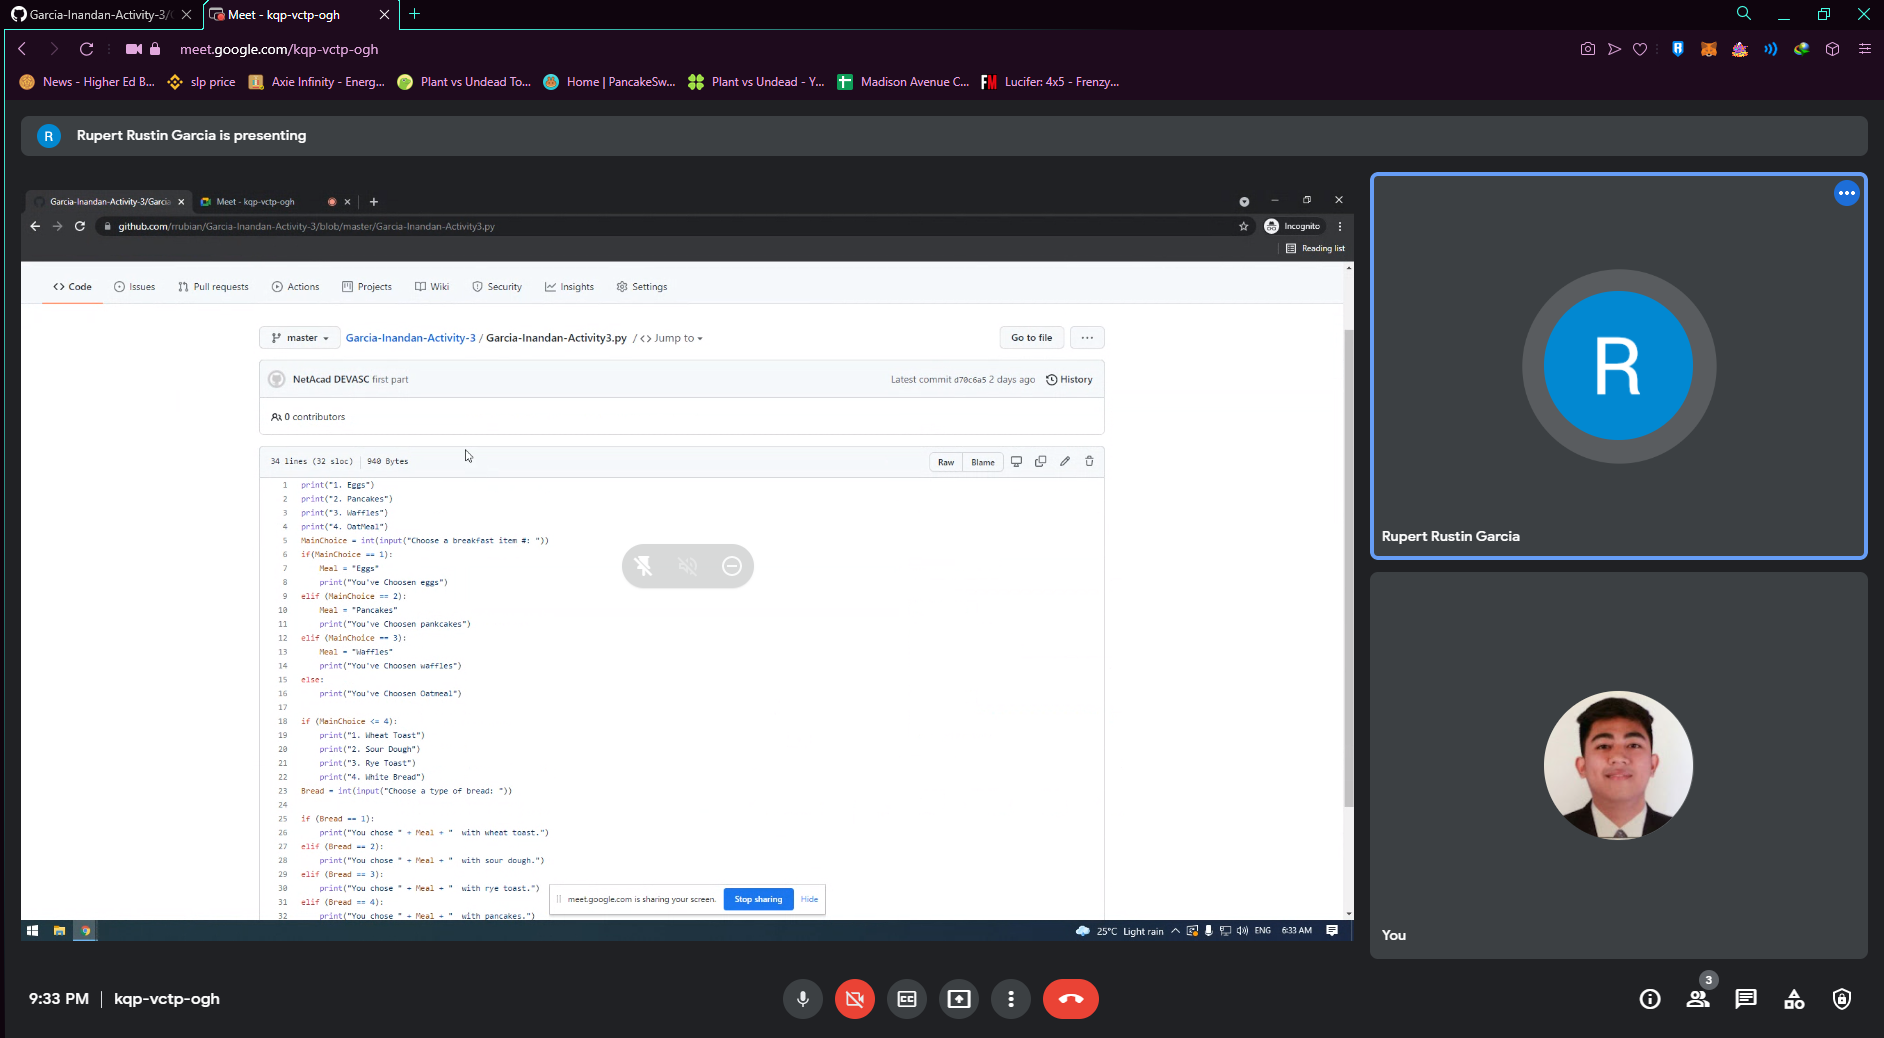 Garcia-Inandan-Activity-3/
Meet - kqp-vctp-ogh
meet.google.com/kqp-vctp-ogh
News - Higher Ed B...
slp price
Axie Infinity - Energ...
Plant vs Undead To...
Home | PancakeSw...
Plant vs Undead - Y...
Madison Avenue C...
FM Lucifer: 4x5 - Frenzy...
R
Rupert Rustin Garcia is presenting
Garcia-Inandan-Activity-3/Garcia
Meet - kqp-vctp-ogh
github.com/rrubian/Garcia-Inandan-Activity-3/blob/master/Garcia-Inandan-Activity3.py
Incognito
Reading list
<> Code
Issues
Pull requests
Actions
Projects
Wiki
Security
Insights
Settings
master
Garcia-Inandan-Activity-3 / Garcia-Inandan-Activity3.py / <> Jump to
Go to file
...
NetAcad DEVASC first part
Latest commit d70c6a5 2 days ago
History
0 contributors
34 lines (32 sloc) | 940 Bytes
Raw
Blame
1 print("1. Eggs")
2 print("2. Pancakes")
3 print("3. Waffles")
4 print("4. OatMeal")
5 MainChoice = int(input("Choose a breakfast item #: "))
6 if(MainChoice == 1):
7 Meal = "Eggs"
8 print("You've Choosen eggs")
9 elif (MainChoice == 2):
10 Meal = "Pancakes"
11 print("You've Choosen pankcakes")
12 elif (MainChoice == 3):
13 Meal = "Waffles"
14 print("You've Choosen waffles")
15 else:
16 print("You've Choosen Oatmeal")
17
18 if (MainChoice <= 4):
19 print("1. Wheat Toast")
20 print("2. Sour Dough")
21 print("3. Rye Toast")
22 print("4. White Bread")
23 Bread = int(input("Choose a type of bread: "))
24
25 if (Bread == 1):
26 print("You chose " + Meal + "  with wheat toast.")
27 elif (Bread == 2):
28 print("You chose " + Meal + "  with sour dough.")
29 elif (Bread == 3):
30 print("You chose " + Meal + "  with rye toast.")
31 elif (Bread == 4):
32 print("You chose " + Meal + "  with pancakes.")
meet.google.com is sharing your screen.
Stop sharing
Hide
25°C Light rain
ENG
6:33 AM
R
Rupert Rustin Garcia
You
9:33 PM | kqp-vctp-ogh
CC
3